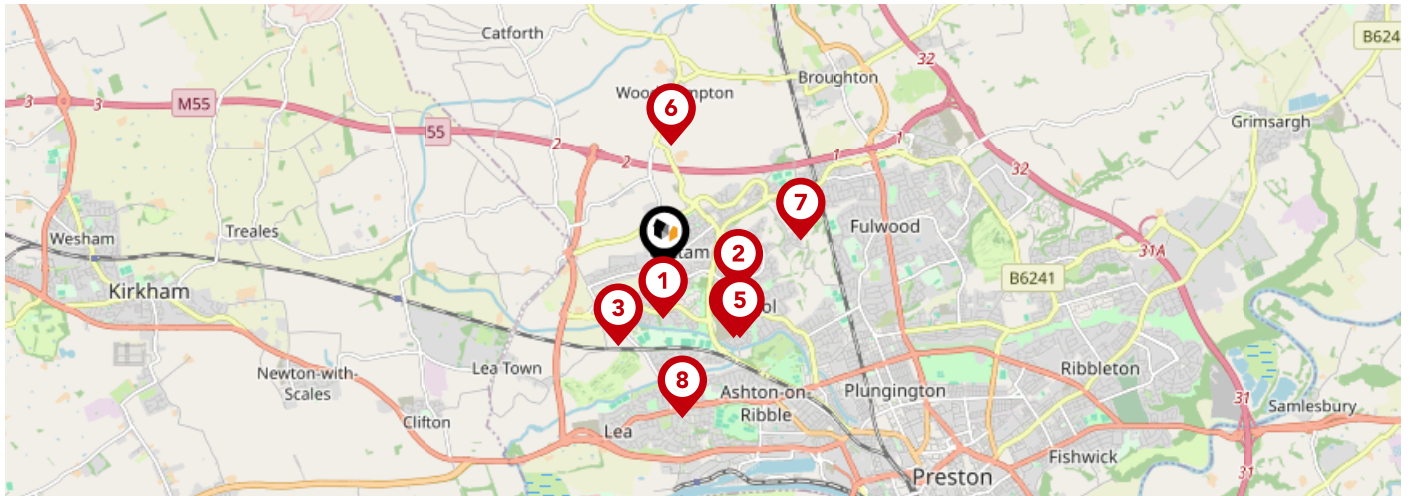 Catforth
B624
32
Broughton
3
3
M55
6
Grimsargh
55
2
1
2
1
32
7
Fulwood
Treales
Wesham
2
31A
B6241
Kirkham
1
5
3
Lea Town
Ribbleton
Newton-with-
Scales
8
Ashton-on-
Ribble
Plungington
31
Samlesbury
Clifton
Lea
Fishwick
31
Preston